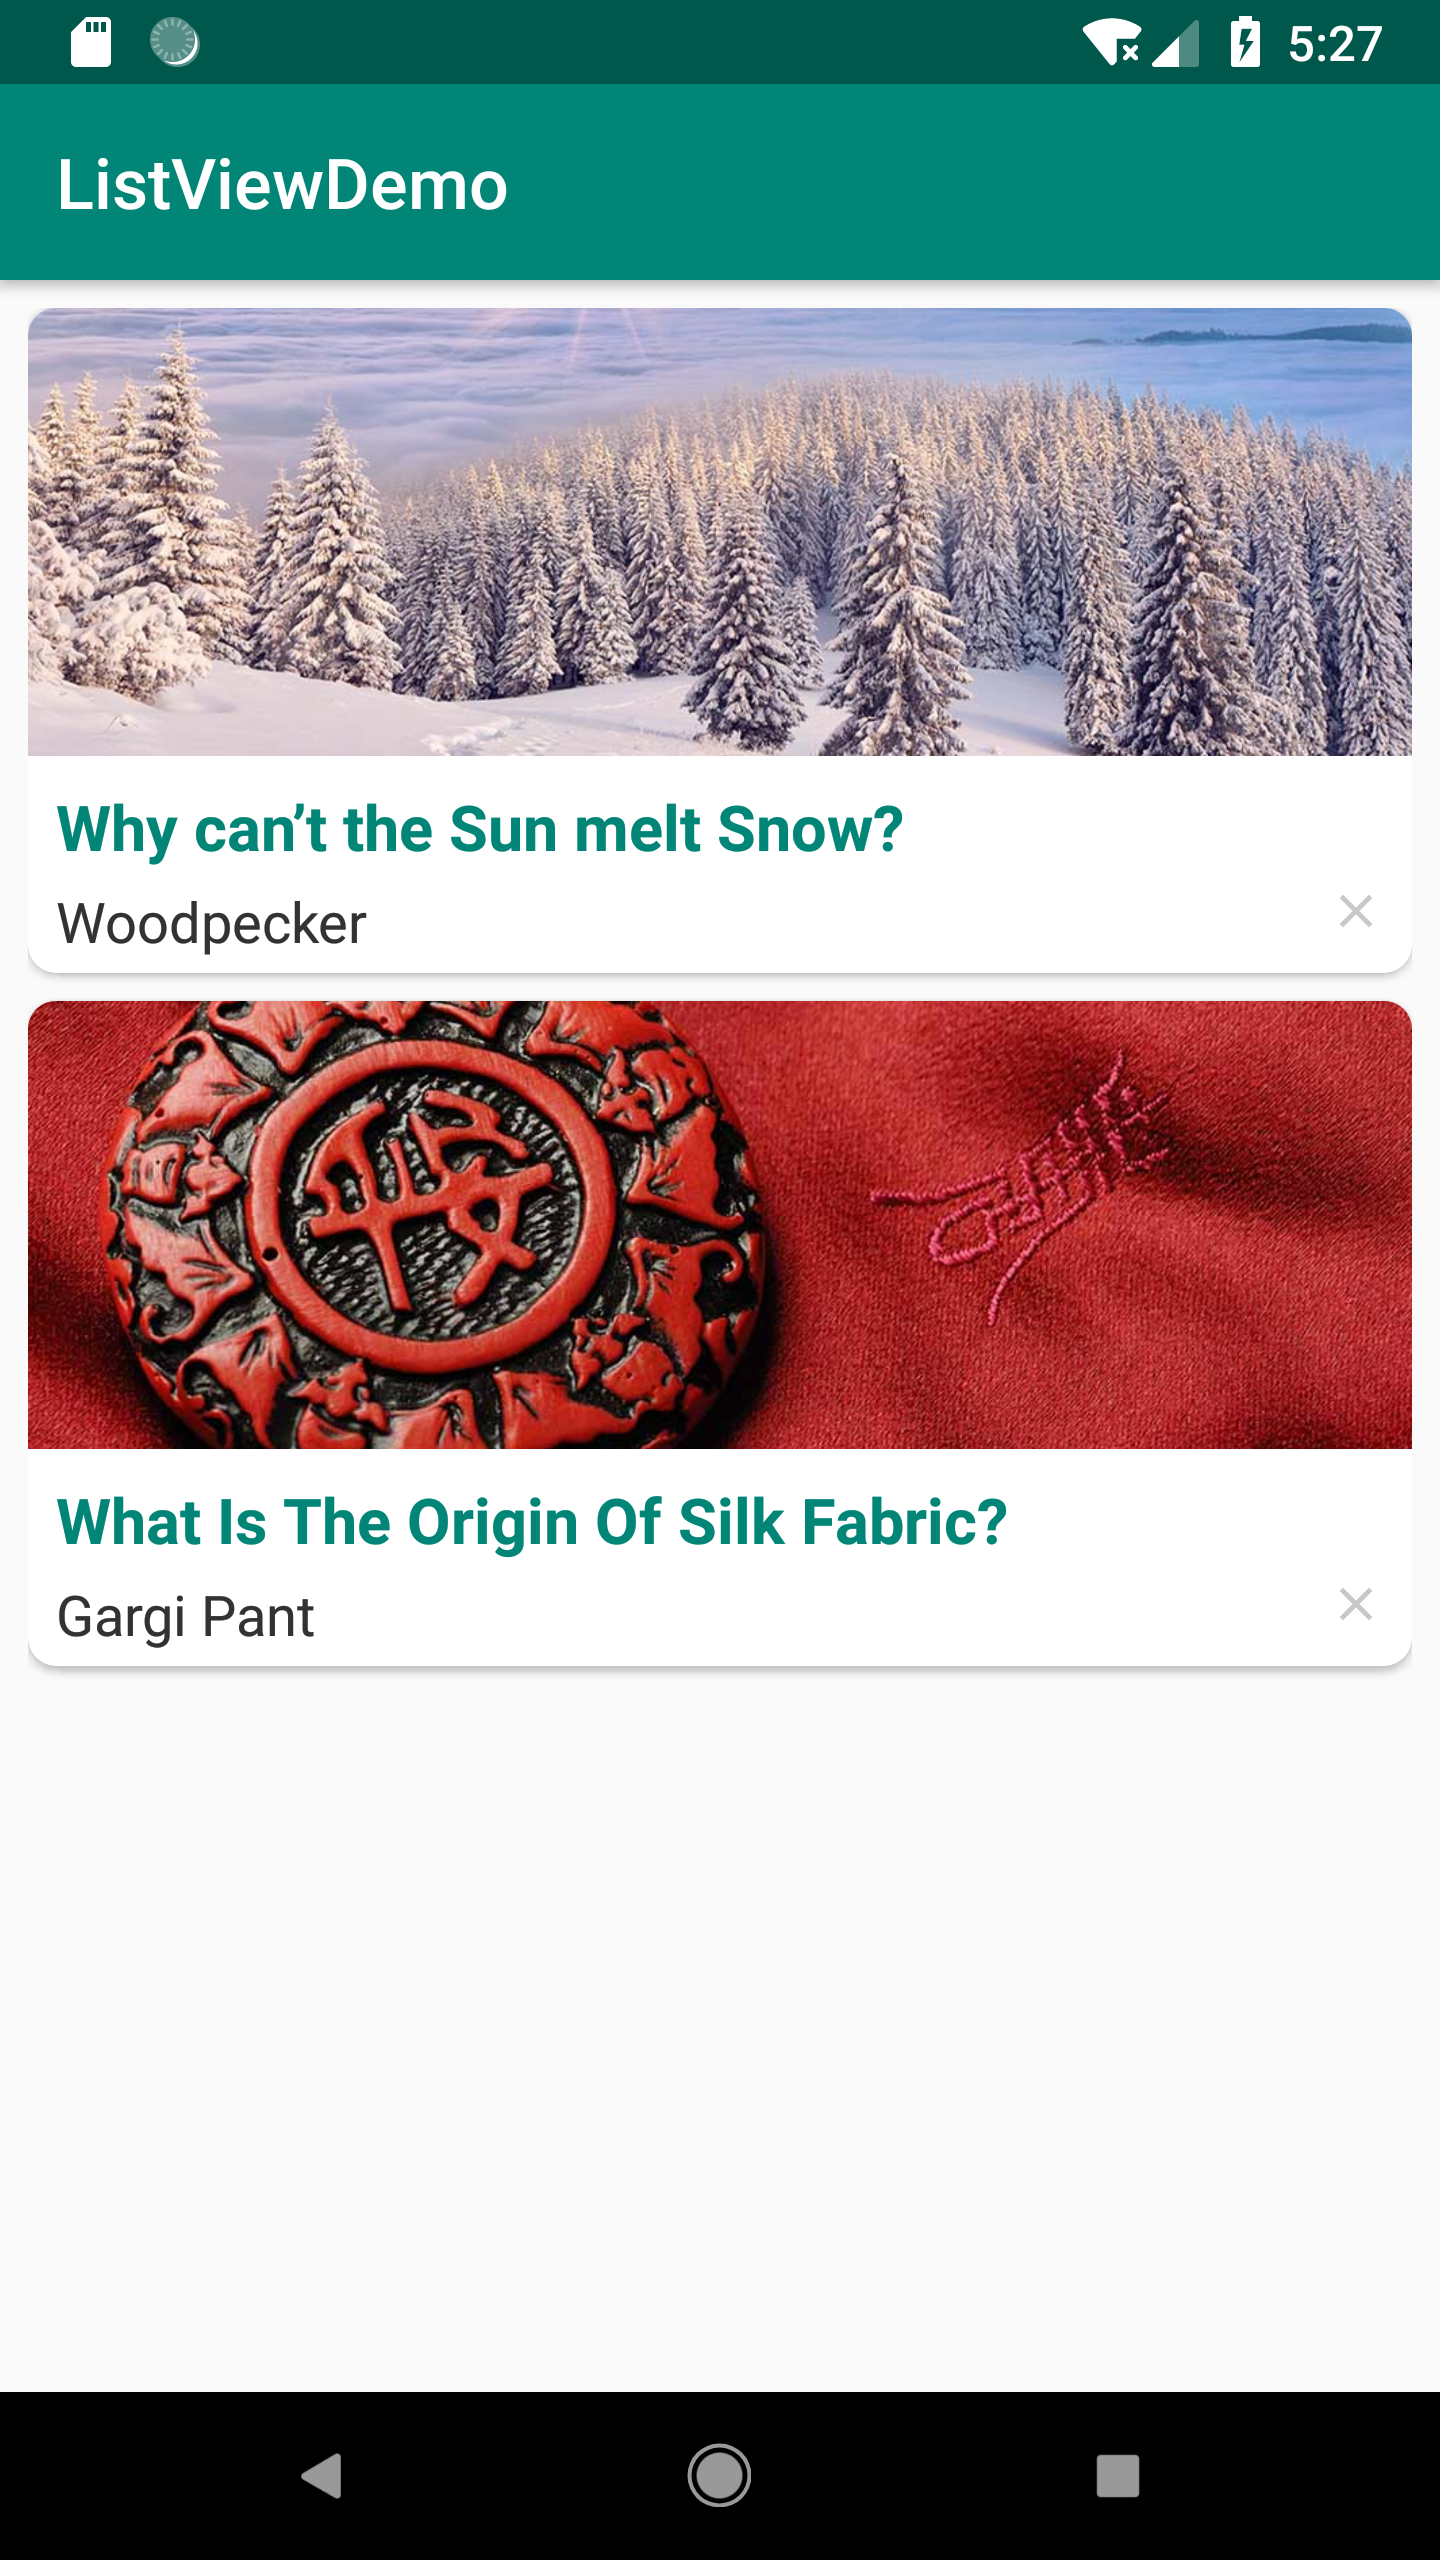 5:27
ListViewDemo
Why can’t the Sun melt Snow?
Woodpecker
What Is The Origin Of Silk Fabric?
Gargi Pant